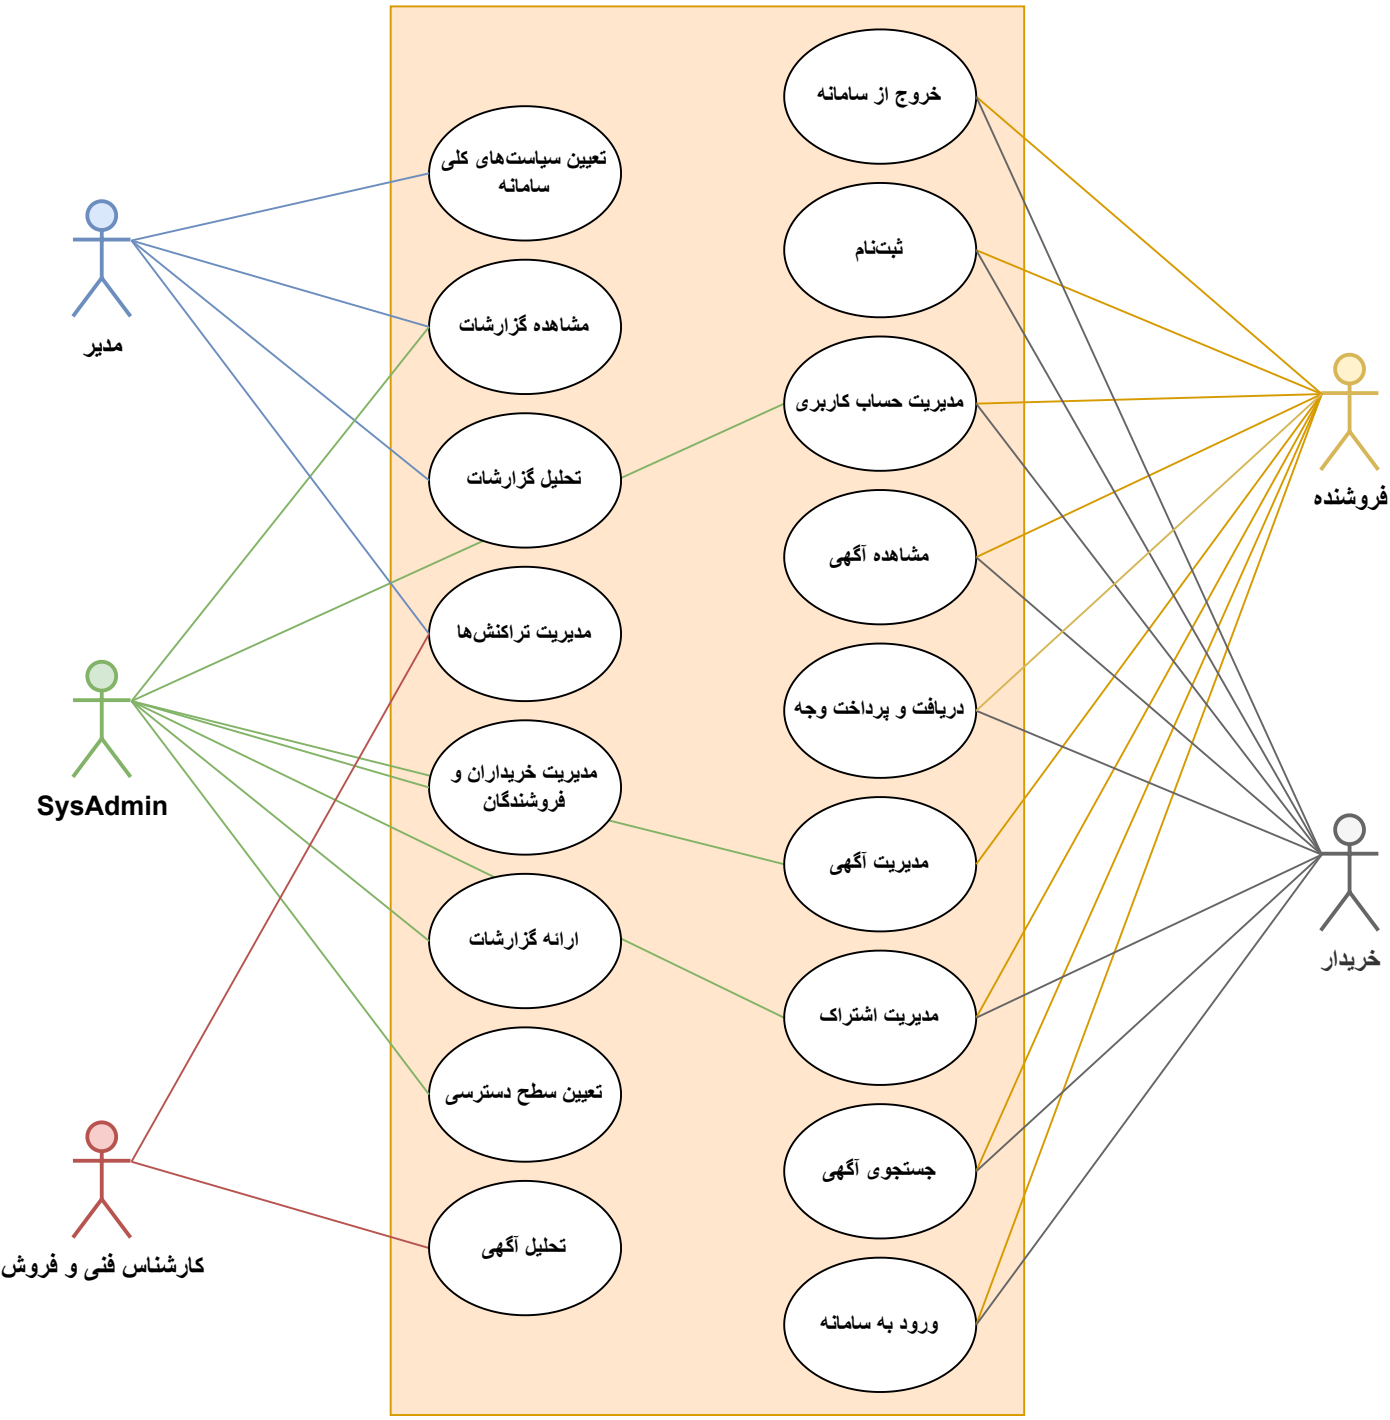 خروج از سامانه
تعیین سیاست‌های کلی
سامانه
ثبت‌نام
مشاهده گزارشات
مدیر
مدیریت حساب کاربری
تحلیل گزارشات
فروشنده
مشاهده آگهی
مدیریت تراکنش‌ها
دریافت و پرداخت وجه
مدیریت خریداران و
فروشندگان
SysAdmin
مدیریت آگهی
ارائه گزارشات
خریدار
مدیریت اشتراک
تعیین سطح دسترسی
جستجوی آگهی
تحلیل آگهی
کارشناس فنی و فروش
ورود به سامانه